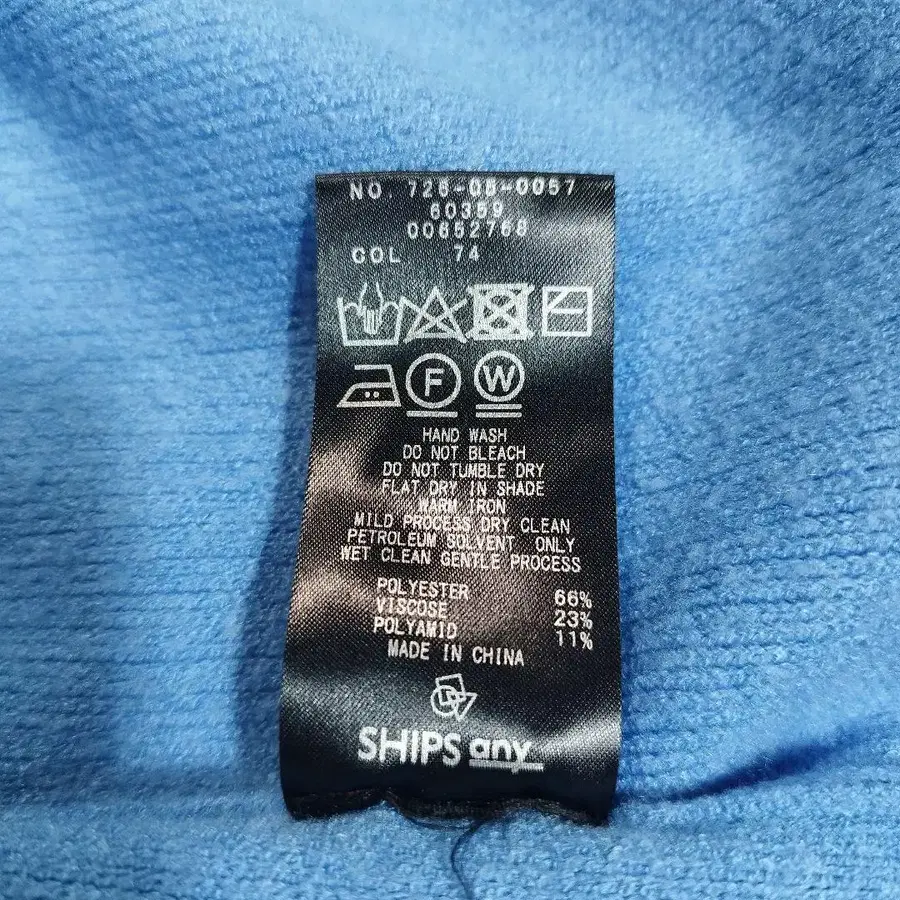 NO. 726-08-0057
60359
00652768
COL 74
F W
HAND WASH
DO NOT BLEACH
DO NOT TUMBLE DRY
FLAT DRY IN SHADE
WARM IRON
MILD PROCESS DRY CLEAN
PETROLEUM SOLVENT ONLY
WET CLEAN GENTLE PROCESS
POLYESTER 66%
VISCOSE 23%
POLYAMID 11%
MADE IN CHINA
SHIPS any